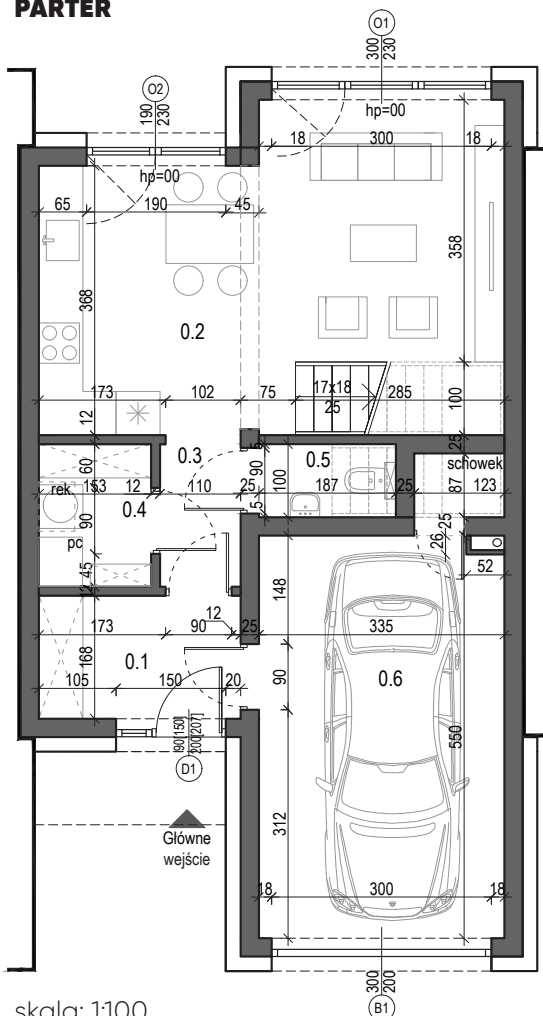 PARTER
O1
300
230
O2
190
230
hp=00
18 300 18
hp=00
65 190 45
358
368
0.2
17x18
25
173 102 75 285
12
100
25
0.3
5
0.5
schowek
60
90
100
87
rek.
153 12 110 25 187 25 123
0.4
90
5
pc
25
26
45
52
12
148
12
173 90 25 335
0.1
168
0.6
90
105 150 20
90[150]
200[207]
D1
550
312
Główne
wejście
18 300 18
300
200
B1
skala: 1:100